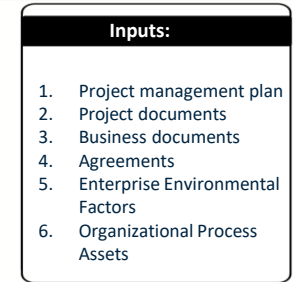 Inputs:
1. Project management plan
2. Project documents
3. Business documents
4. Agreements
5. Enterprise Environmental
Factors
6. Organizational Process
Assets